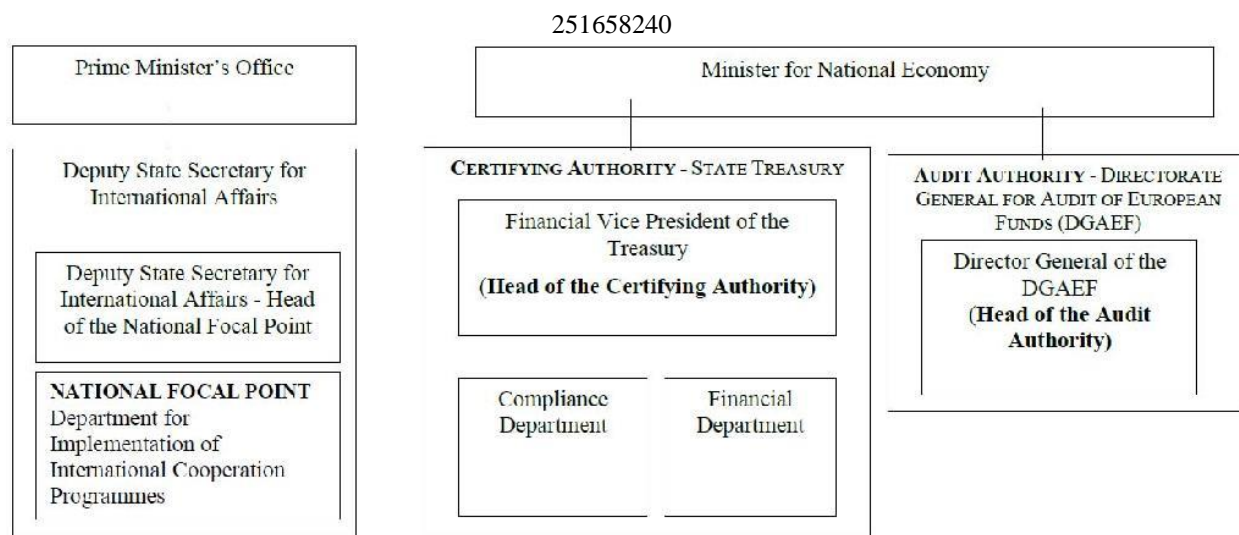 251658240
Prime Minister's Office
Minister for National Economy
Deputy State Secretary for
International Affairs
Deputy State Secretary for
International Affairs - Head
of the National Focal Point
NATIONAL FOCAL POINT
Department for
Implementation of
International Cooperation
Programmes
CERTIFYING AUTHORITY - STATE TREASURY
Financial Vice President of the
Treasury
(Head of the Certifying Authority)
Compliance
Department
Financial
Department
AUDIT AUTHORITY - DIRECTORATE
GENERAL FOR AUDIT OF EUROPEAN
FUNDS (DGAEF)
Director General of the
DGAEF
(Head of the Audit
Authority)